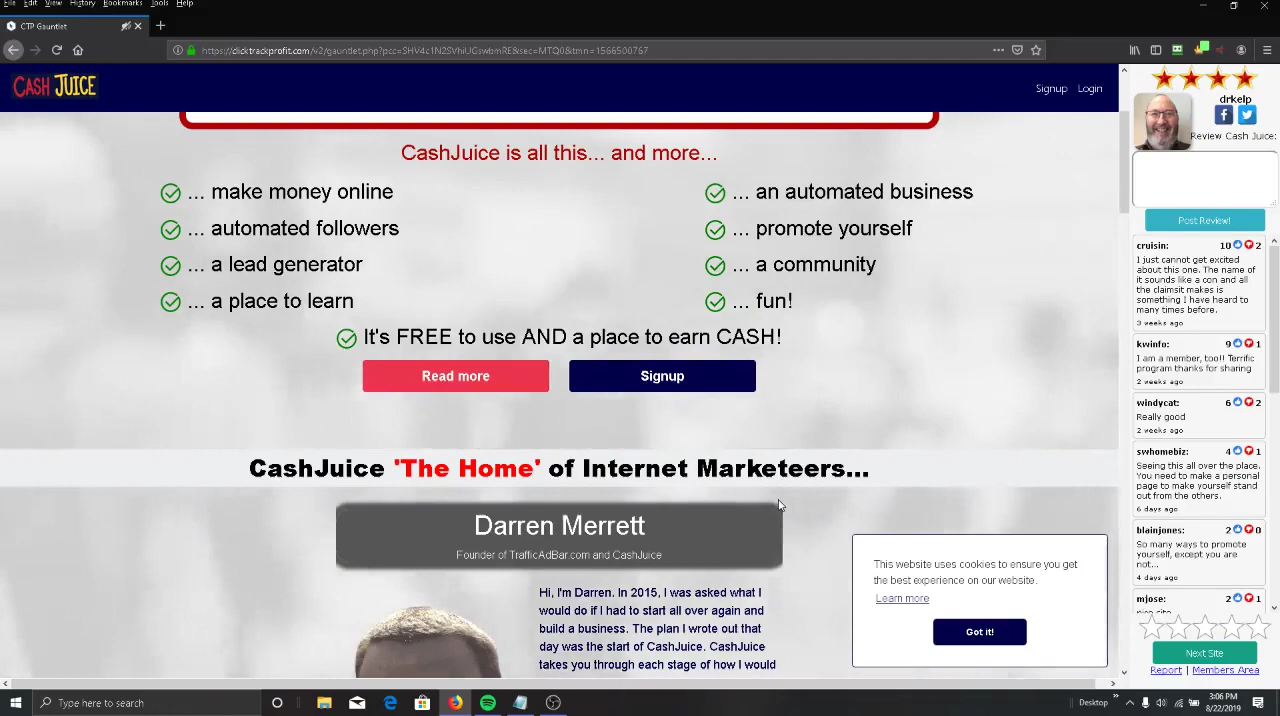 File Edit View History Bookmarks Tools Help
CTP Gauntlet
https://clicktrackprofit.com/v2/gauntlet.php?pcc=SHV4c1N2SVhiUGswbmRE&sec=MTQ0&tmn=1566500767
CASH JUICE
Signup Login
CashJuice is all this... and more...
... make money online
... an automated business
... automated followers
... promote yourself
... a lead generator
... a community
... a place to learn
... fun!
It's FREE to use AND a place to earn CASH!
Read more
Signup
CashJuice 'The Home' of Internet Marketeers...
Darren Merrett
Founder of TrafficAdBar.com and CashJuice
Hi, I'm Darren. In 2015, I was asked what I
would do if I had to start all over again and
build a business. The plan I wrote out that
day was the start of CashJuice. CashJuice
takes you through each stage of how I would
This website uses cookies to ensure you get
the best experience on our website.
Learn more
Got it!
drkelp
Review Cash Juice:
Post Review!
cruisin: 10 2
I just cannot get excited
about this one. The name of
it sounds like a con and all
the claimsit makes is
something I have heard to
many times before.
3 weeks ago
kwinfo: 9 1
I am a member, too!! Terrific
program thanks for sharing
2 weeks ago
windycat: 6 2
Really good
2 weeks ago
swhomebiz: 4 1
Seeing this all over the place.
You need to make a personal
page to make yourself stand
out from the others.
6 days ago
blainjones: 2 0
So many ways to promote
yourself, except you are
not...
4 days ago
mjose: 2 1
Next Site
Report | Members Area
Type here to search
Desktop
3:06 PM
8/22/2019